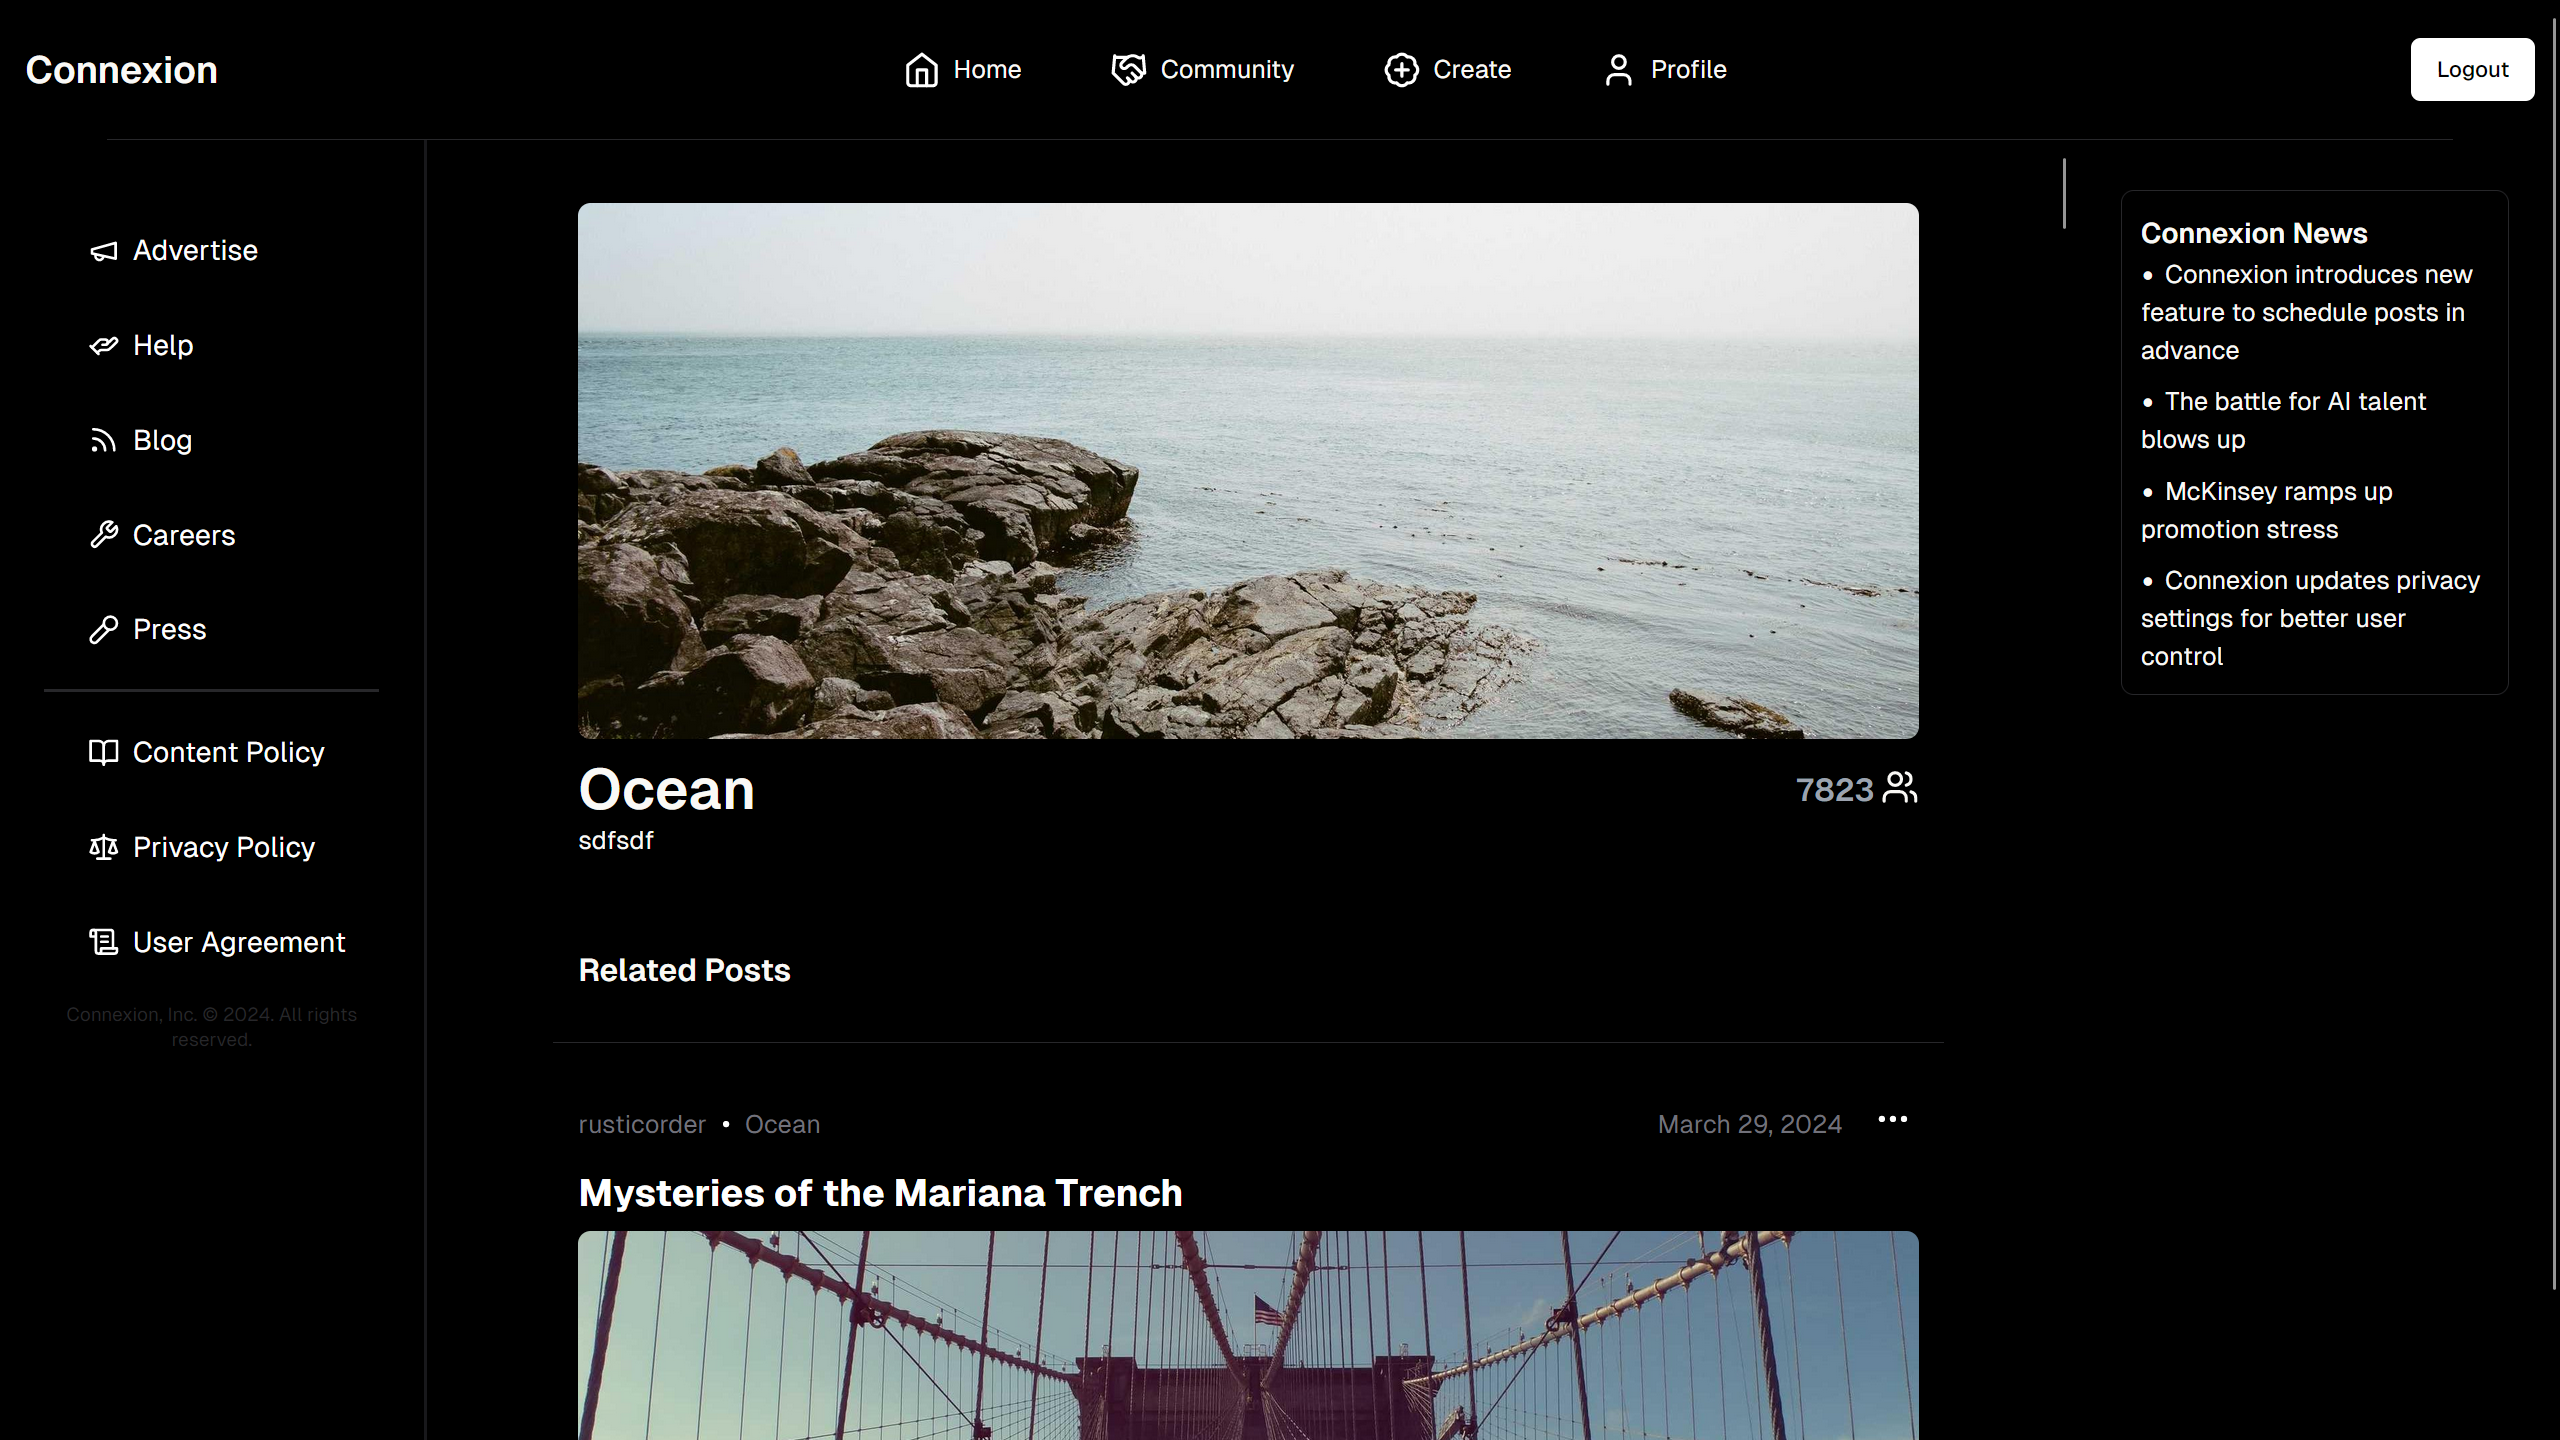 Connexion
Home
Community
Create
Profile
Logout
Advertise
Help
Blog
Careers
Press
Content Policy
Privacy Policy
User Agreement
Connexion, Inc. © 2024. All rights
reserved.
Ocean
7823
sdfsdf
Related Posts
rusticorder • Ocean
March 29, 2024
Mysteries of the Mariana Trench
Connexion News
• Connexion introduces new
feature to schedule posts in
advance
• The battle for AI talent
blows up
• McKinsey ramps up
promotion stress
• Connexion updates privacy
settings for better user
control